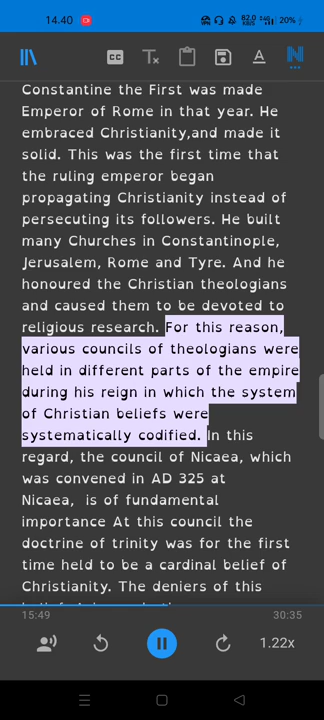 14.40
82.0
20%
CC
Constantine the First was made
Emperor of Rome in that year. He
embraced Christianity,and made it
solid. This was the first time that
the ruling emperor began
propagating Christianity instead of
persecuting its followers. He built
many Churches in Constantinople,
Jerusalem, Rome and Tyre. And he
honoured the Christian theologians
and caused them to be devoted to
religious research. For this reason,
various councils of theologians were
held in different parts of the empire
during his reign in which the system
of Christian beliefs were
systematically codified. In this
regard, the council of Nicaea, which
was convened in AD 325 at
Nicaea,  is of fundamental
importance At this council the
doctrine of trinity was for the first
time held to be a cardinal belief of
Christianity. The deniers of this
15:49
30:35
1.22x